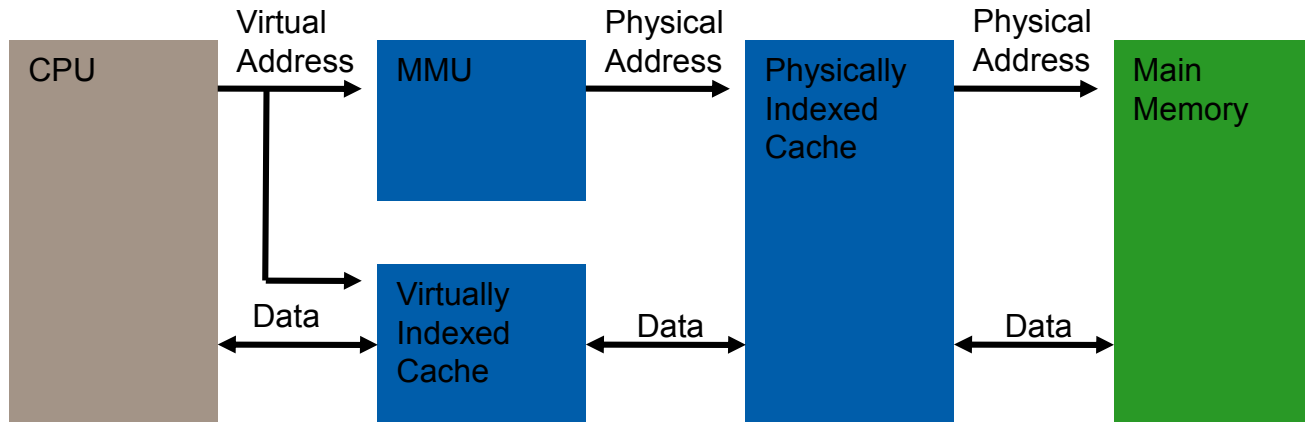 CPU
Virtual
Address
MMU
Physical
Address
Physically
Indexed
Cache
Physical
Address
Main
Memory
Virtually
Indexed
Cache
Data
Data
Data